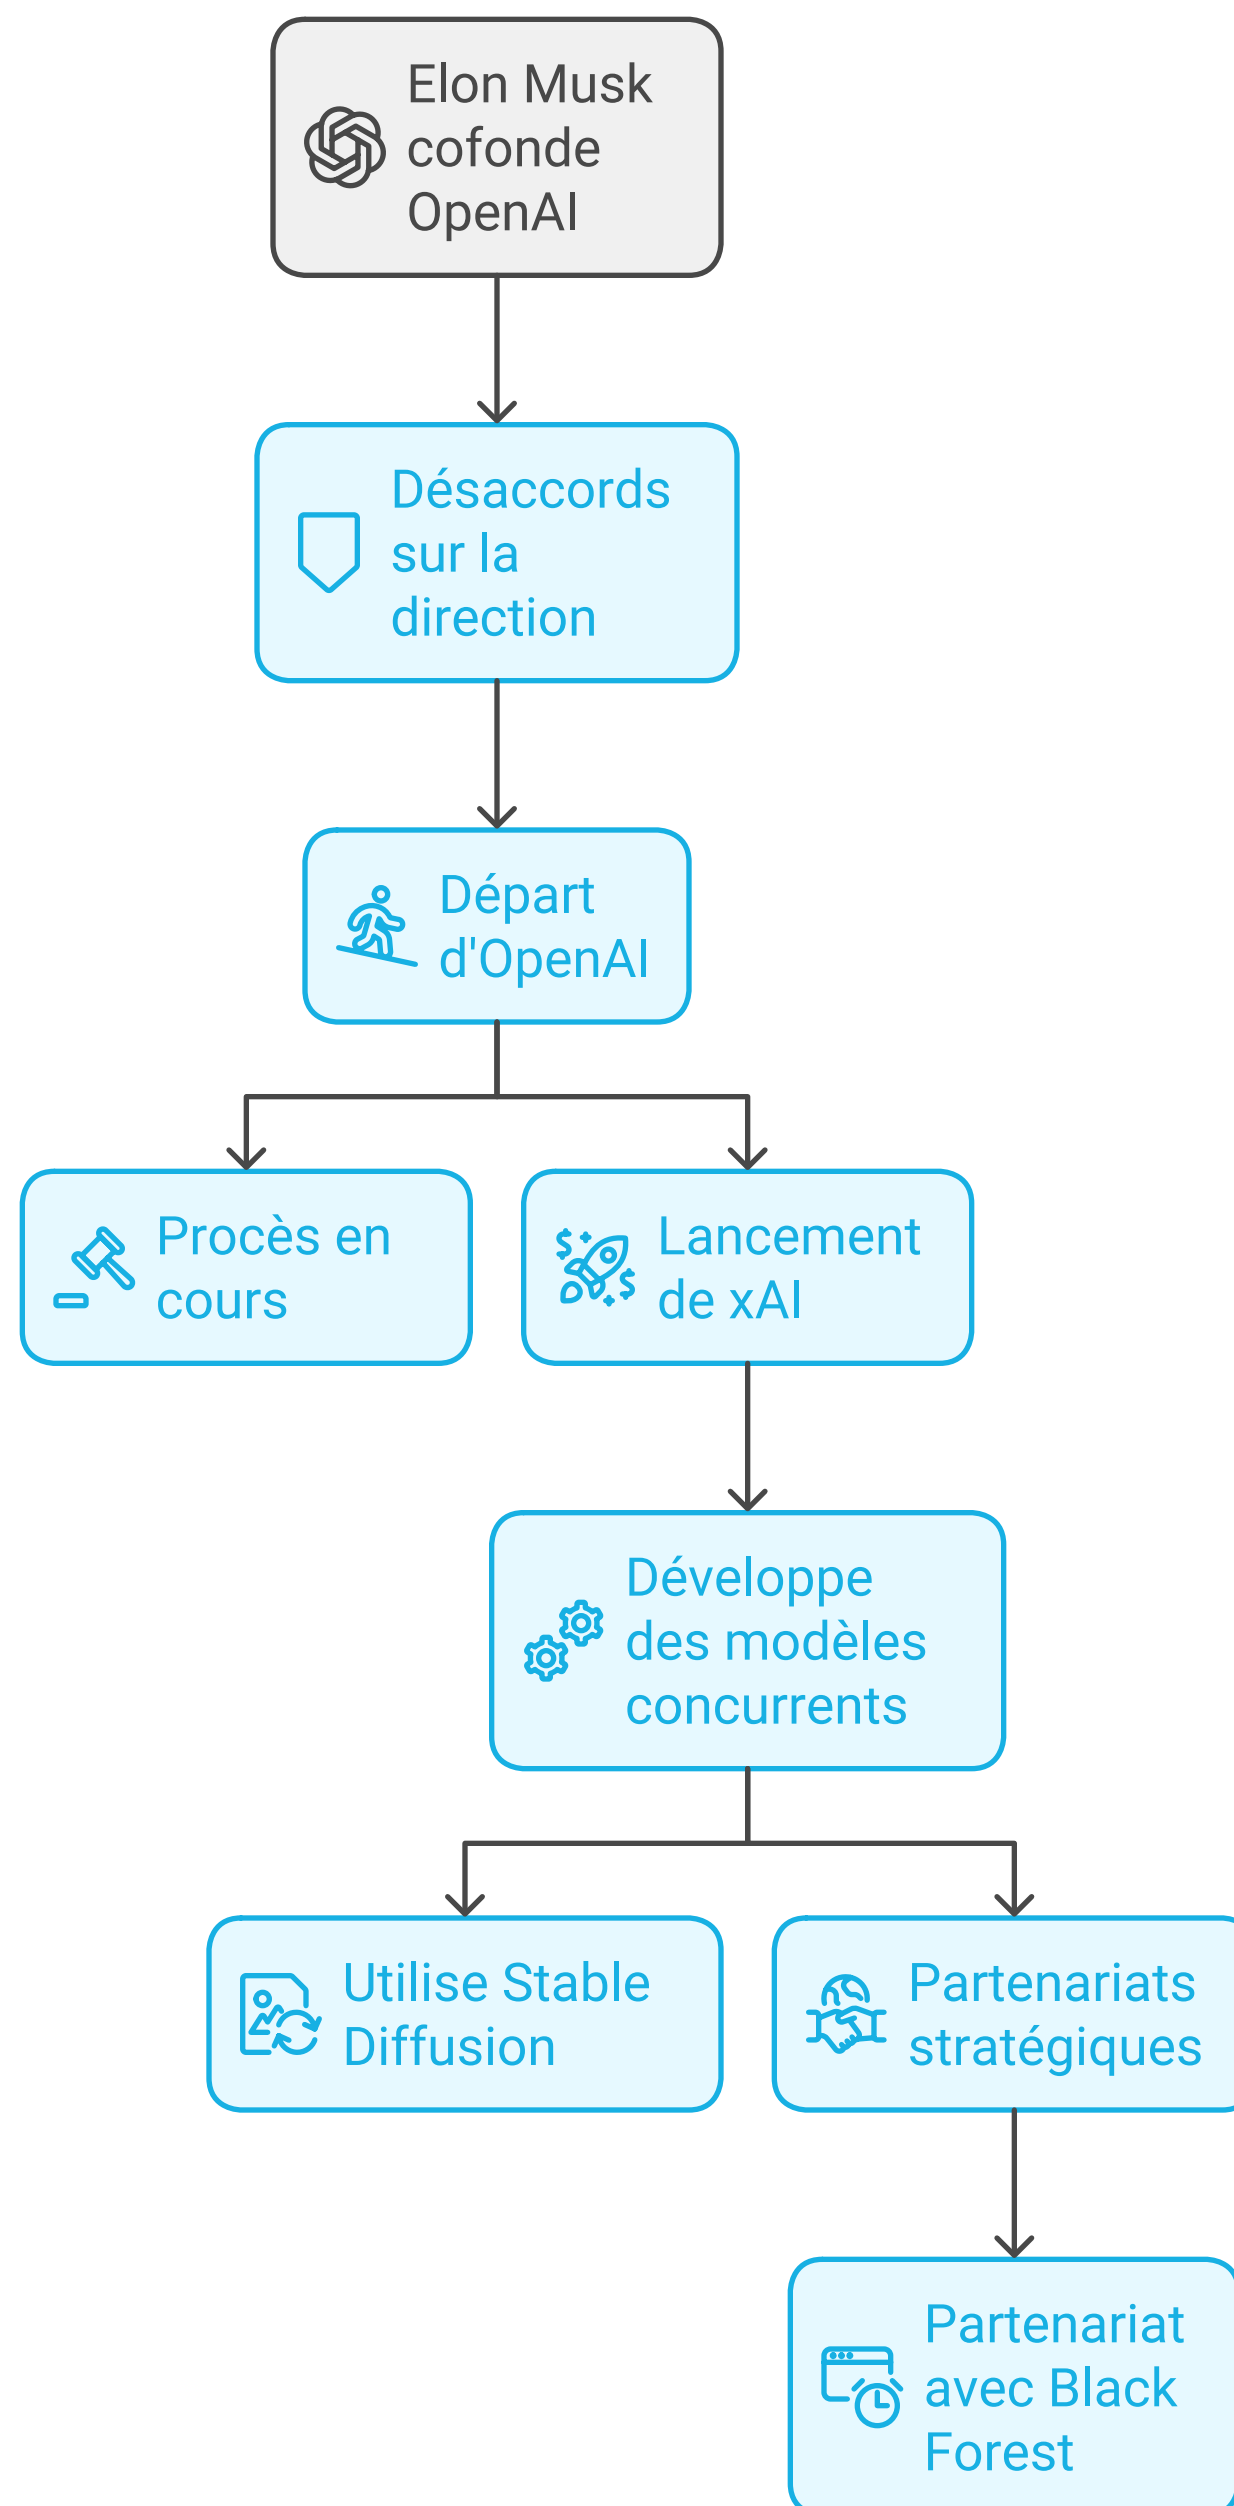 Elon Musk
cofonde
OpenAI
Désaccords
sur la
direction
Départ
d'OpenAI
Procès en
cours
Lancement
de xAI
Développe
des modèles
concurrents
Utilise Stable
Diffusion
Partenariats
stratégiques
Partenariat
avec Black
Forest